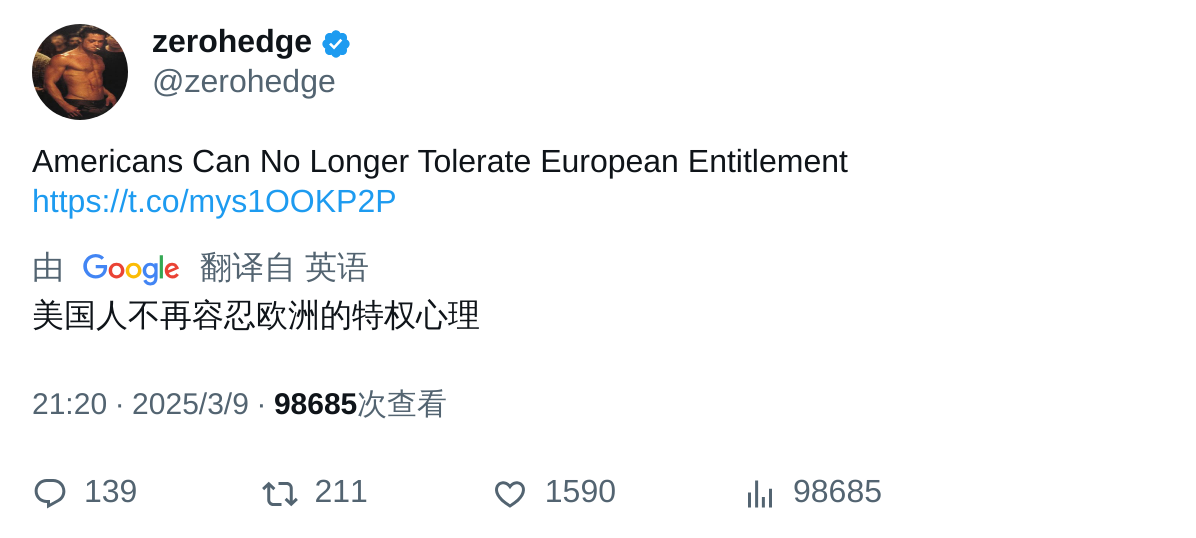 zerohedge
@zerohedge
Americans Can No Longer Tolerate European Entitlement
https://t.co/mys1OOKP2P
由 Google 翻译自 英语
美国人不再容忍欧洲的特权心理
21:20 · 2025/3/9 · 98685次查看
139 211 1590 98685